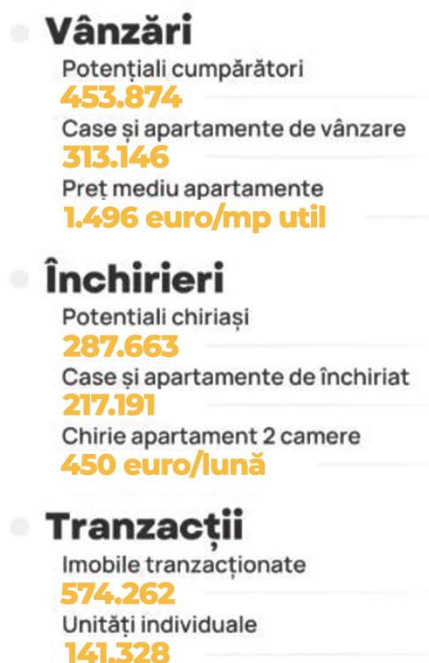 Vânzări
Potențiali cumpărători
453.874
Case și apartamente de vânzare
313.146
Preț mediu apartamente
1.496 euro/mp util
Închirieri
Potentiali chiriași
287.663
Case și apartamente de închiriat
217.191
Chirie apartament 2 camere
450 euro/lună
Tranzacții
Imobile tranzacționate
574.262
Unități individuale
141.328